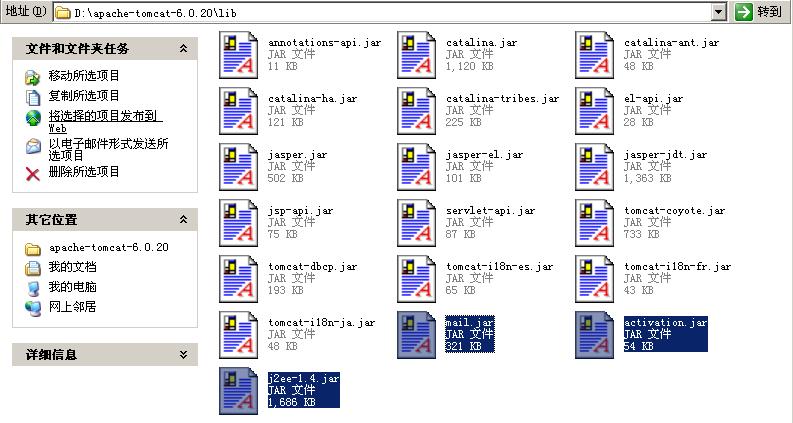 地址(D) D:\apache-tomcat-6.0.20\lib 转到
文件和文件夹任务
移动所选项目
复制所选项目
将选择的项目发布到
Web
以电子邮件形式发送所
选项目
删除所选项目
其它位置
apache-tomcat-6.0.20
我的文档
我的电脑
网上邻居
详细信息
annotations-api.jar
JAR 文件
11 KB
catalina.jar
JAR 文件
1,120 KB
catalina-ant.jar
JAR 文件
48 KB
catalina-ha.jar
JAR 文件
121 KB
catalina-tribes.jar
JAR 文件
225 KB
el-api.jar
JAR 文件
28 KB
jasper.jar
JAR 文件
502 KB
jasper-el.jar
JAR 文件
101 KB
jasper-jdt.jar
JAR 文件
1,363 KB
jsp-api.jar
JAR 文件
75 KB
servlet-api.jar
JAR 文件
87 KB
tomcat-coyote.jar
JAR 文件
733 KB
tomcat-dbcp.jar
JAR 文件
193 KB
tomcat-i18n-es.jar
JAR 文件
65 KB
tomcat-i18n-fr.jar
JAR 文件
43 KB
tomcat-i18n-ja.jar
JAR 文件
48 KB
mail.jar
JAR 文件
321 KB
activation.jar
JAR 文件
54 KB
j2ee-1.4.jar
JAR 文件
1,686 KB